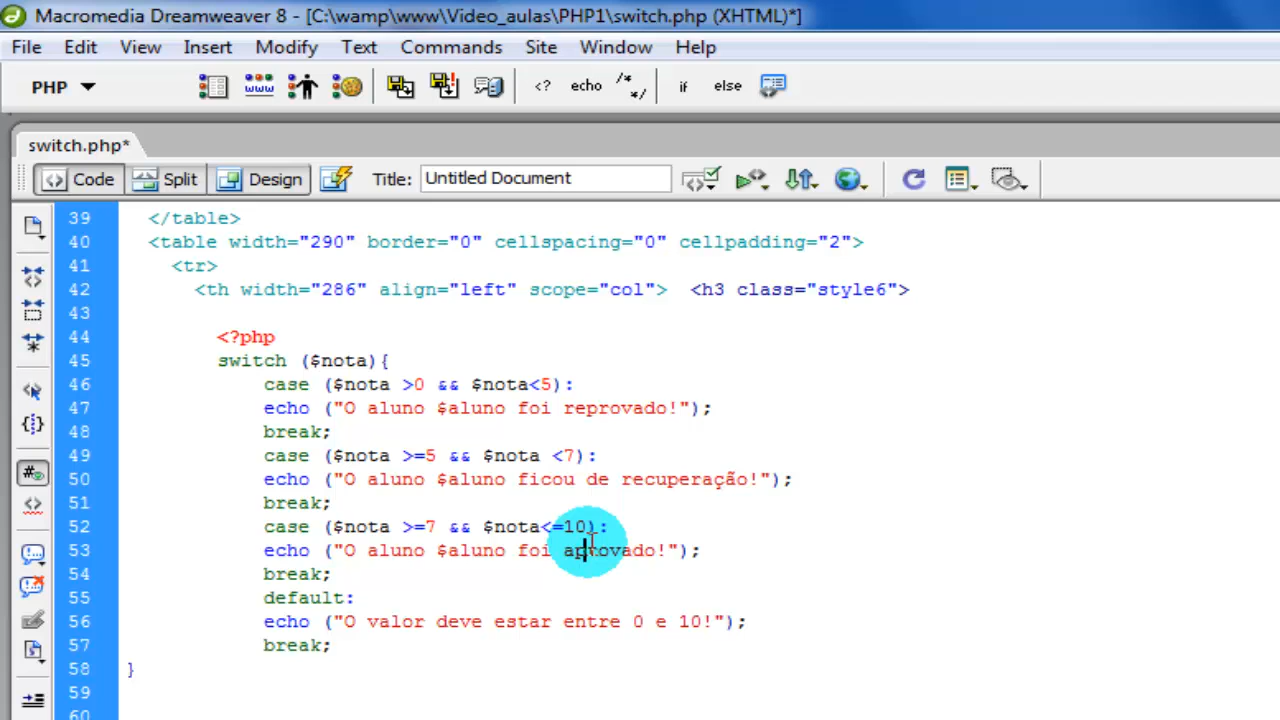 Macromedia Dreamweaver 8 - [C:\wamp\www\Video_aulas\PHP1\switch.php (XHTML)*]
File Edit View Insert Modify Text Commands Site Window Help
PHP www <? echo /* */ if else
switch.php*
Code Split Design Title: Untitled Document
39 </table>
40 <table width="290" border="0" cellspacing="0" cellpadding="2">
41 <tr>
42 <th width="286" align="left" scope="col"> <h3 class="style6">
43
44 <?php
45 switch ($nota){
46 case ($nota >0 && $nota<5):
47 echo ("O aluno $aluno foi reprovado!");
48 break;
49 case ($nota >=5 && $nota <7):
50 echo ("O aluno $aluno ficou de recuperação!");
51 break;
52 case ($nota >=7 && $nota<=10):
53 echo ("O aluno $aluno foi aprovado!");
54 break;
55 default:
56 echo ("O valor deve estar entre 0 e 10!");
57 break;
58 }
59
60